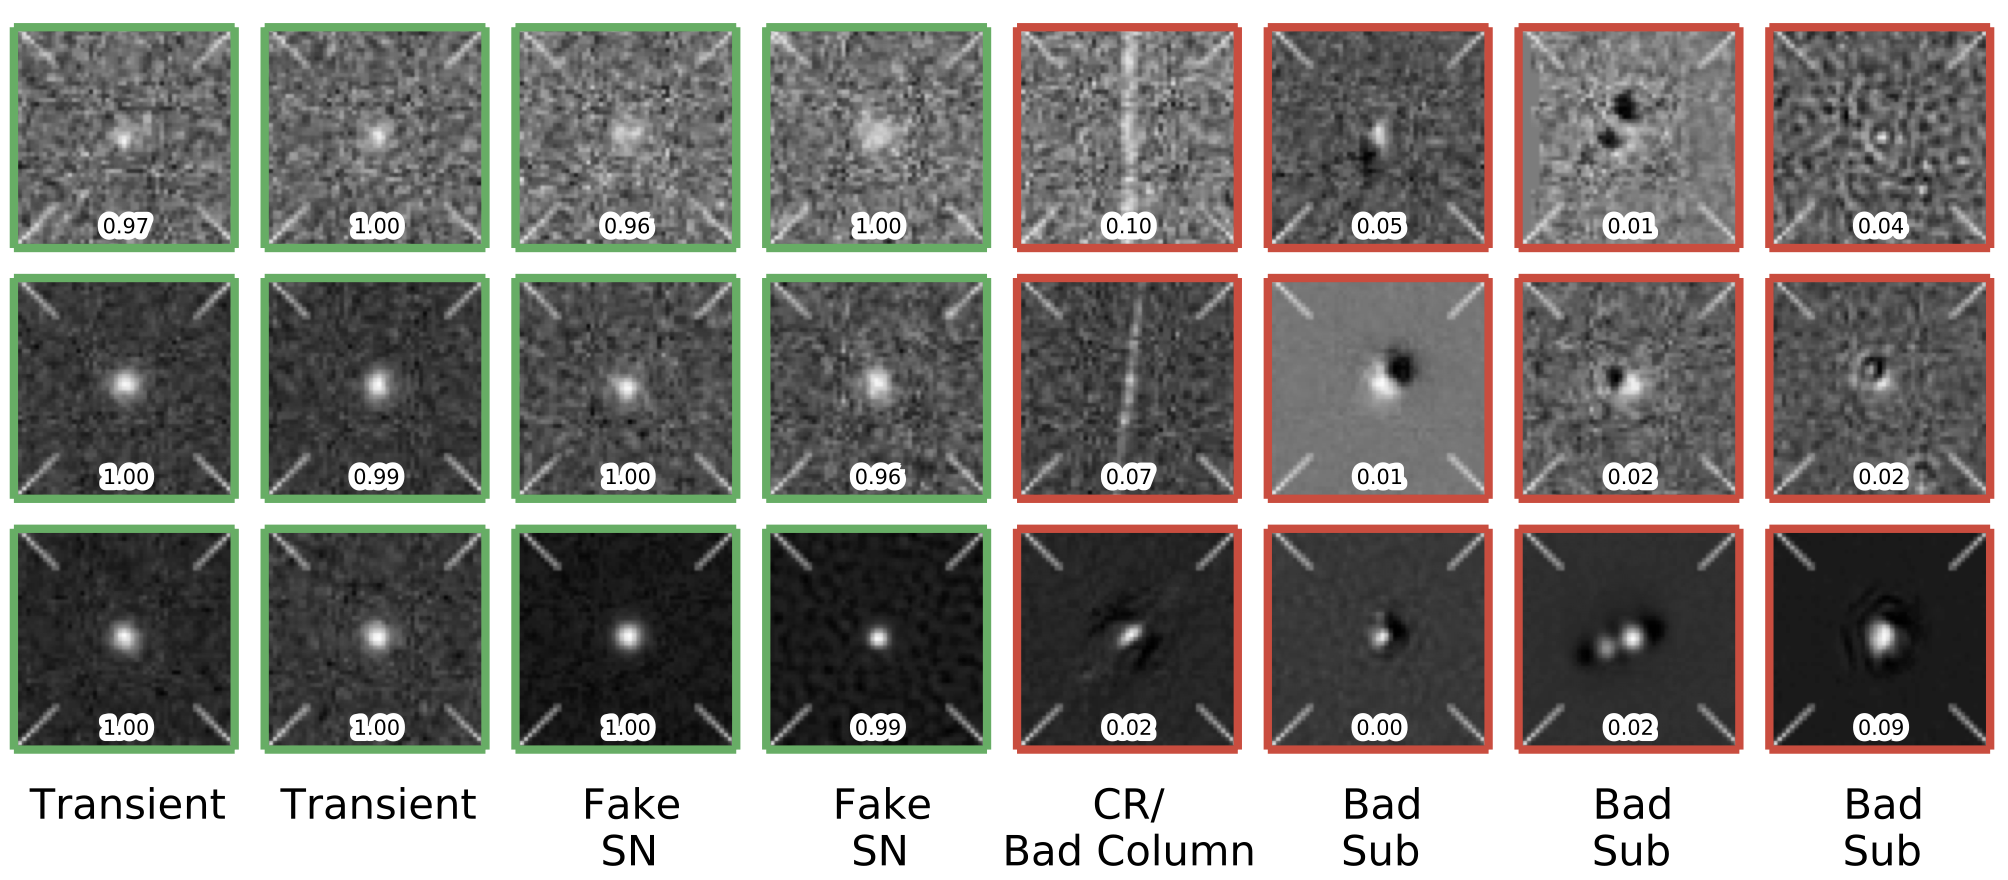 0.97 1.00 0.96 1.00 0.10 0.05 0.01 0.04
1.00 0.99 1.00 0.96 0.07 0.01 0.02 0.02
1.00 1.00 1.00 0.99 0.02 0.00 0.02 0.09
Transient Transient Fake Fake CR/ Bad Bad Bad
SN SN Bad Column Sub Sub Sub